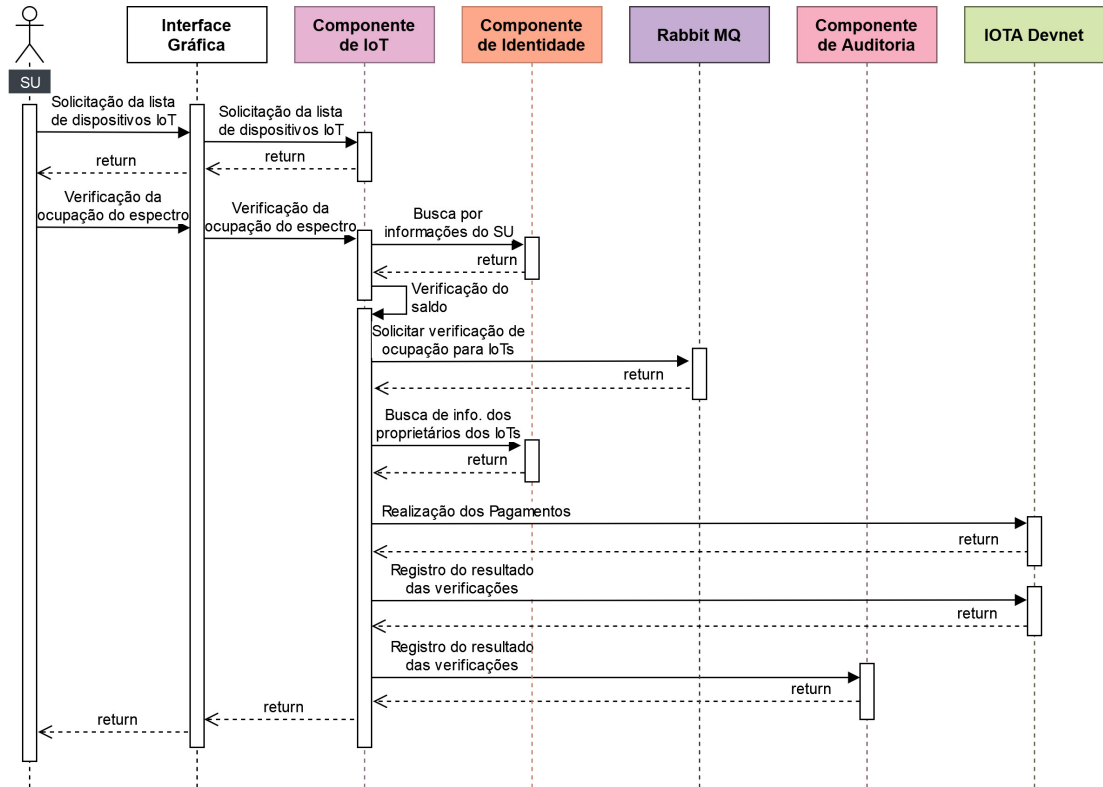 Interface
Gráfica
Componente
de IoT
Componente
de Identidade
Rabbit MQ
Componente
de Auditoria
IOTA Devnet
SU
Solicitação da lista
de dispositivos IoT
Solicitação da lista
de dispositivos IoT
return
return
Verificação da
ocupação do espectro
Verificação da
ocupação do espectro
Busca por
informações do SU
return
Verificação do
saldo
Solicitar verificação de
ocupação para IoTs
return
Busca de info. dos
proprietários dos IoTs
return
Realização dos Pagamentos
return
Registro do resultado
das verificações
return
Registro do resultado
das verificações
return
return
return